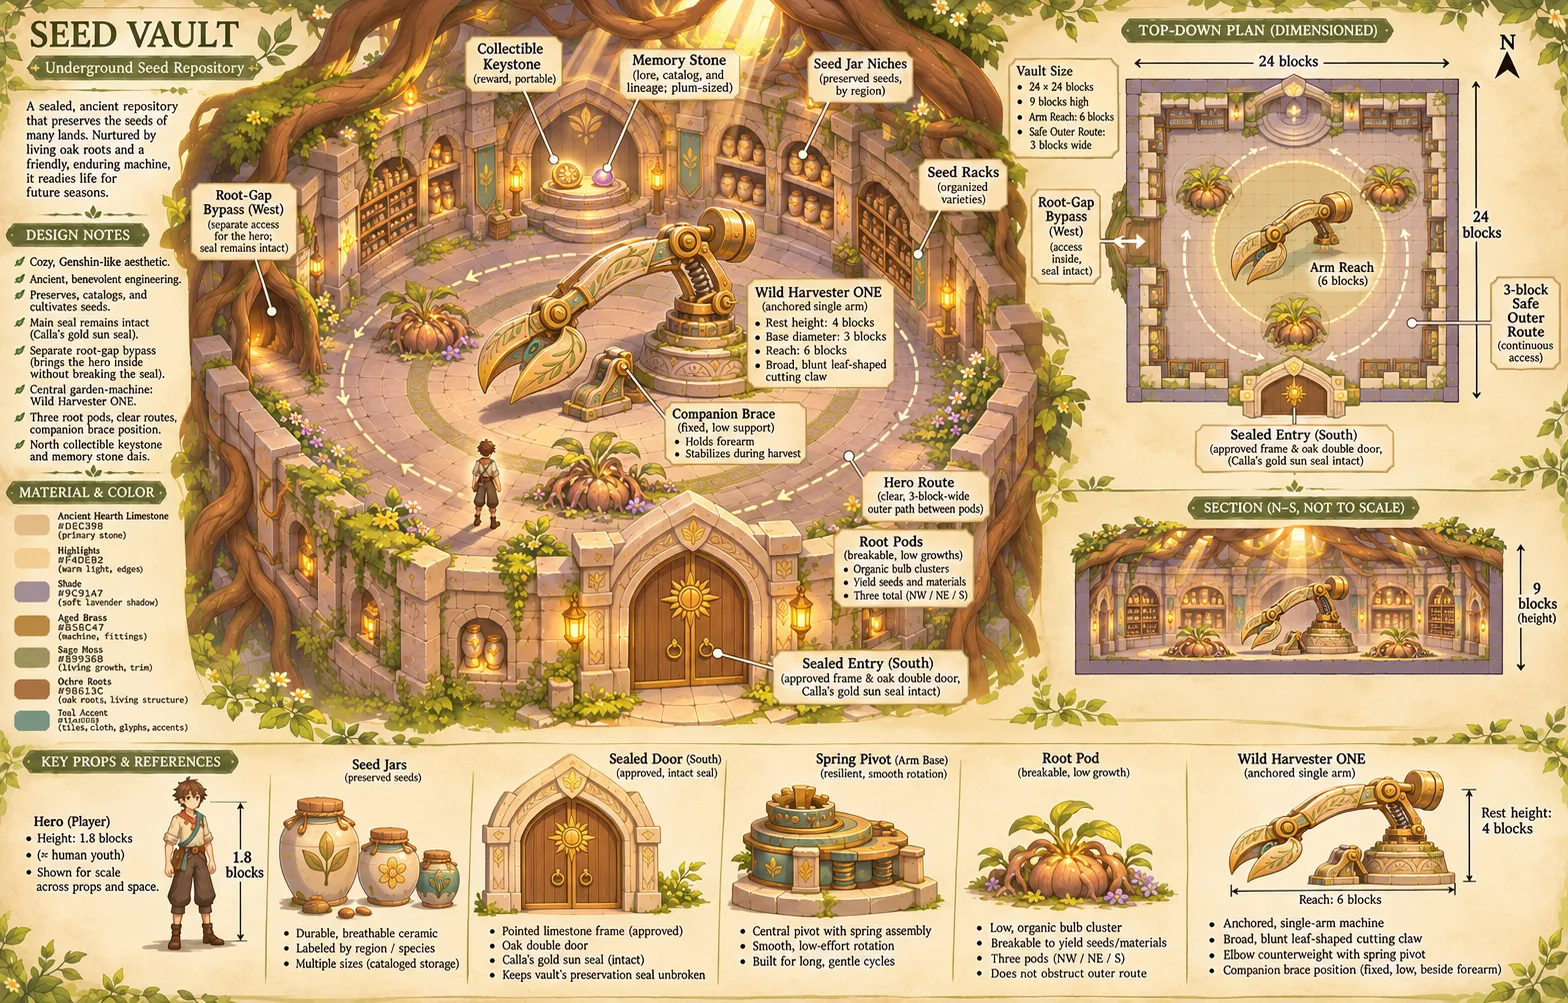 SEED VAULT
Underground Seed Repository
A sealed, ancient repository
that preserves the seeds of
many lands. Nurtured by
living oak roots and a
friendly, enduring machine,
it readies life for
future seasons.
DESIGN NOTES
Cozy, Genshin-like aesthetic.
Ancient, benevolent engineering.
Preserves, catalogs, and
cultivates seeds.
Main seal remains intact
(Calla's gold sun seal).
Separate root-gap bypass
(brings the hero inside
without breaking the seal).
Central garden-machine:
Wild Harvester ONE.
Three root pods, clear routes,
companion brace position.
North collectible keystone
and memory stone dais.
MATERIAL & COLOR
Ancient Hearth Limestone
#DEC398
(primary stone)
Highlights
#F4DEB2
(warm light, edges)
Shade
#9C91A7
(soft lavender shadow)
Aged Brass
#B58C47
(machine, fittings)
Sage Moss
#89936B
(living growth, trim)
Ochre Roots
#98613C
(oak roots, living structure)
Teal Accent
(tiles, cloth, glyphs, accents)
Collectible
Keystone
(reward, portable)
Memory Stone
(lore, catalog, and
lineage; plum-sized)
Seed Jar Niches
(preserved seeds,
by region)
Seed Racks
(organized
varieties)
Root-Gap
Bypass (West)
(separate access
for the hero;
seal remains intact)
Wild Harvester ONE
(anchored single arm)
• Rest height: 4 blocks
• Base diameter: 3 blocks
• Reach: 6 blocks
• Broad, blunt leaf-shaped
cutting claw
Companion Brace
(fixed, low support)
• Holds forearm
• Stabilizes during harvest
Hero Route
(clear, 3-block-wide
outer path between pods)
Root Pods
(breakable, low growths)
• Organic bulb clusters
• Yield seeds and materials
• Three total (NW / NE / S)
Sealed Entry (South)
(approved frame & oak double door,
Calla's gold sun seal intact)
TOP-DOWN PLAN (DIMENSIONED)
N
24 blocks
Vault Size
• 24 × 24 blocks
• 9 blocks high
• Arm Reach: 6 blocks
• Safe Outer Route:
3 blocks wide
Root-Gap
Bypass
(West)
(access
inside,
seal intact)
Arm Reach
(6 blocks)
24
blocks
3-block
Safe
Outer
Route
(continuous
access)
Sealed Entry (South)
(approved frame & oak double door,
(Calla's gold sun seal intact)
SECTION (N–S, NOT TO SCALE)
9
blocks
(height)
KEY PROPS & REFERENCES
Hero (Player)
• Height: 1.8 blocks
• (≈ human youth)
• Shown for scale
across props and space.
1.8
blocks
Seed Jars
(preserved seeds)
• Durable, breathable ceramic
• Labeled by region / species
• Multiple sizes (cataloged storage)
Sealed Door (South)
(approved, intact seal)
• Pointed limestone frame (approved)
• Oak double door
• Calla's gold sun seal (intact)
• Keeps vault's preservation seal unbroken
Spring Pivot (Arm Base)
(resilient, smooth rotation)
• Central pivot with spring assembly
• Smooth, low-effort rotation
• Built for long, gentle cycles
Root Pod
(breakable, low growth)
• Low, organic bulb cluster
• Breakable to yield seeds/materials
• Three pods (NW / NE / S)
• Does not obstruct outer route
Wild Harvester ONE
(anchored single arm)
Rest height:
4 blocks
Reach: 6 blocks
• Anchored, single-arm machine
• Broad, blunt leaf-shaped cutting claw
• Elbow counterweight with spring pivot
• Companion brace position (fixed, low, beside forearm)